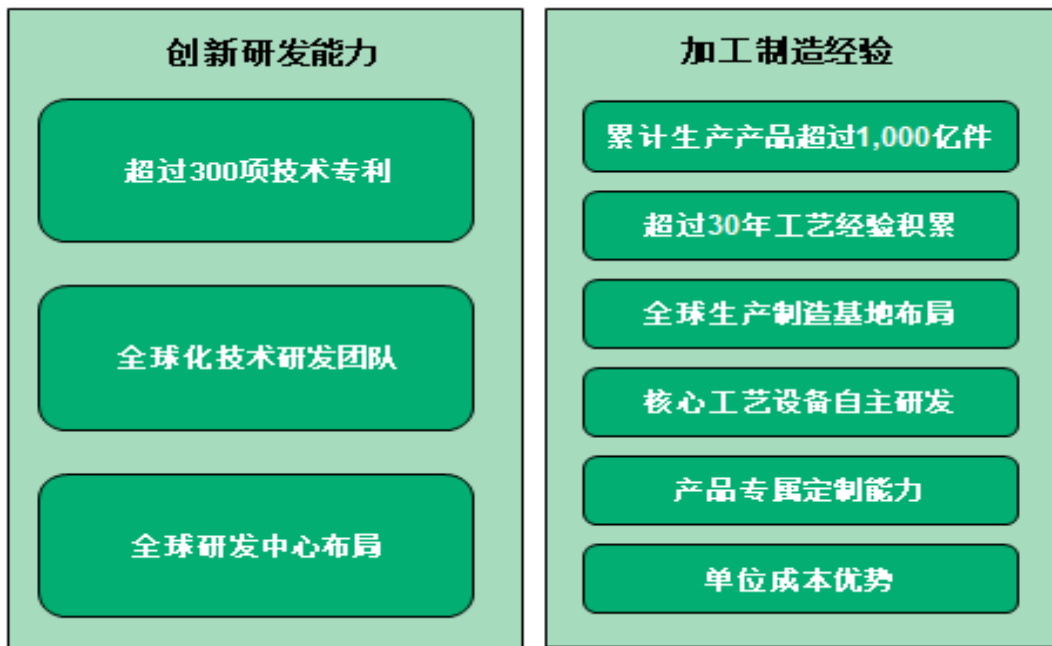 创新研发能力
超过300项技术专利
全球化技术研发团队
全球研发中心布局
加工制造经验
累计生产产品超过1,000亿件
超过30年工艺经验积累
全球生产制造基地布局
核心工艺设备自主研发
产品专属定制能力
单位成本优势